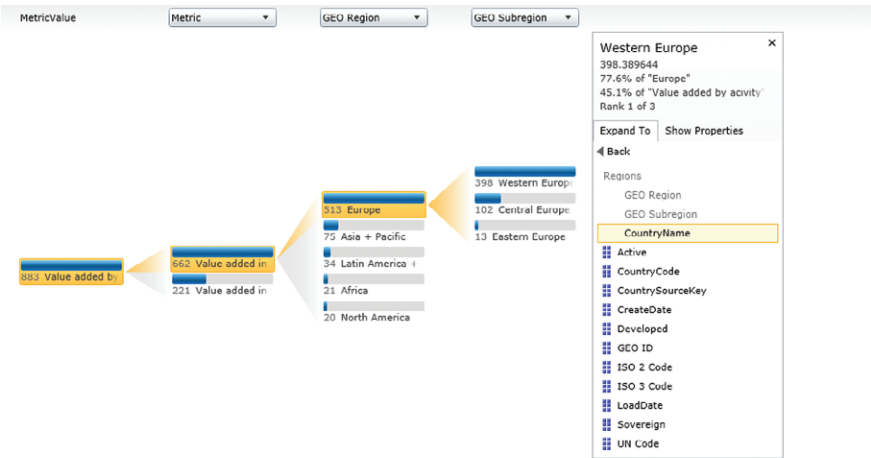 MetricValue
Metric
GEO Region
GEO Subregion
883 Value added by
662 Value added in
221 Value added in
513 Europe
75 Asia + Pacific
34 Latin America +
21 Africa
20 North America
398 Western Europe
102 Central Europe
13 Eastern Europe
Western Europe
398.389644
77.6% of "Europe"
45.1% of "Value added by acivity"
Rank 1 of 3
Expand To
Show Properties
Back
Regions
GEO Region
GEO Subregion
CountryName
Active
CountryCode
CountrySourceKey
CreateDate
Developed
GEO ID
ISO 2 Code
ISO 3 Code
LoadDate
Sovereign
UN Code